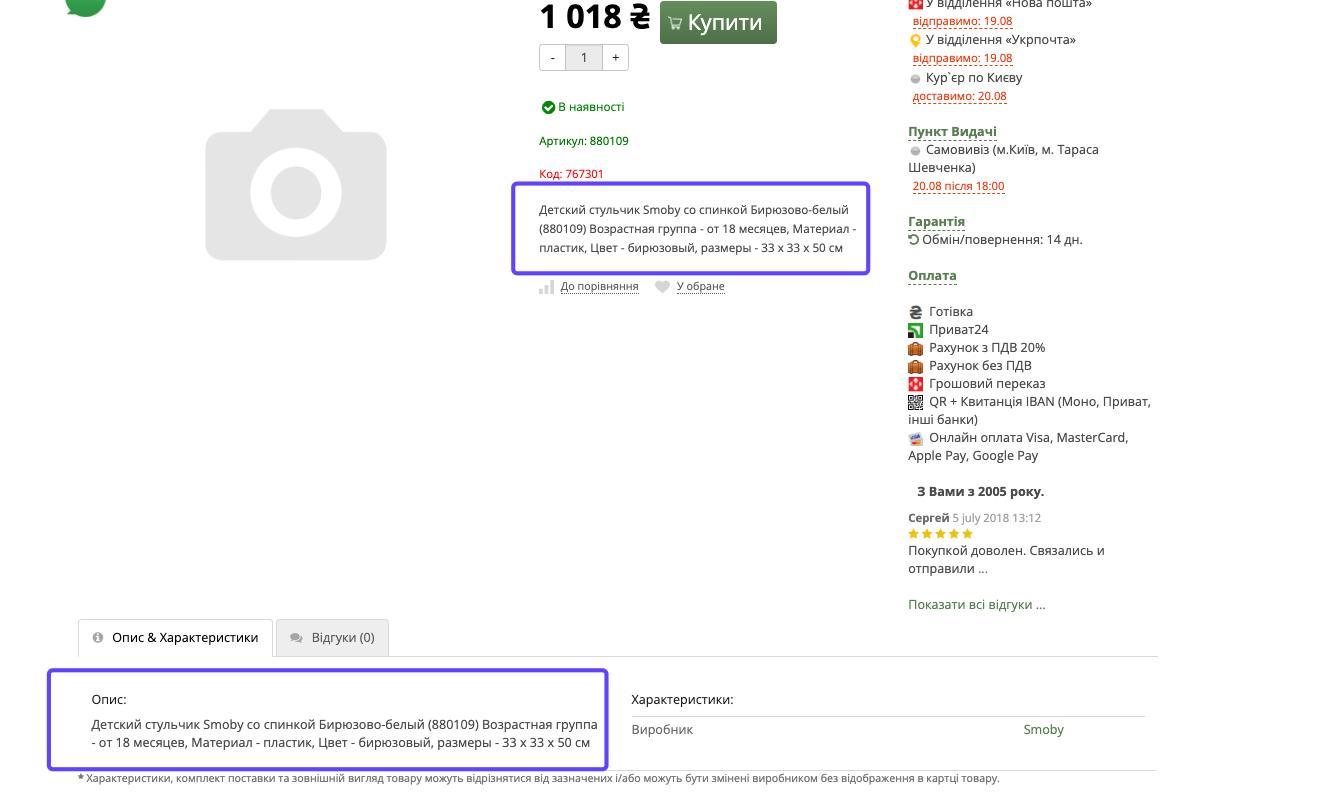 1 018 ₴
Купити
- 1 +
В наявності
Артикул: 880109
Код: 767301
Детский стульчик Smoby со спинкой Бирюзово-белый
(880109) Возрастная группа - от 18 месяцев, Материал -
пластик, Цвет - бирюзовый, размеры - 33 х 33 х 50 см
До порівняння У обране
У відділення «Нова пошта»
відправимо: 19.08
У відділення «Укрпочта»
відправимо: 19.08
Кур`єр по Києву
доставимо: 20.08
Пункт Видачі
Самовивіз (м.Київ, м. Тараса
Шевченка)
20.08 після 18:00
Гарантія
Обмін/повернення: 14 дн.
Оплата
Готівка
Приват24
Рахунок з ПДВ 20%
Рахунок без ПДВ
Грошовий переказ
QR + Квитанція IBAN (Моно, Приват,
інші банки)
Онлайн оплата Visa, MasterCard,
Apple Pay, Google Pay
З Вами з 2005 року.
Сергей 5 july 2018 13:12
Покупкой доволен. Связались и
отправили ...
Показати всі відгуки ...
Опис & Характеристики Відгуки (0)
Опис:
Детский стульчик Smoby со спинкой Бирюзово-белый (880109) Возрастная группа
- от 18 месяцев, Материал - пластик, Цвет - бирюзовый, размеры - 33 х 33 х 50 см
Характеристики:
Виробник Smoby
* Характеристики, комплект поставки та зовнішній вигляд товару можуть відрізнятися від зазначених і/або можуть бути змінені виробником без відображення в картці товару.